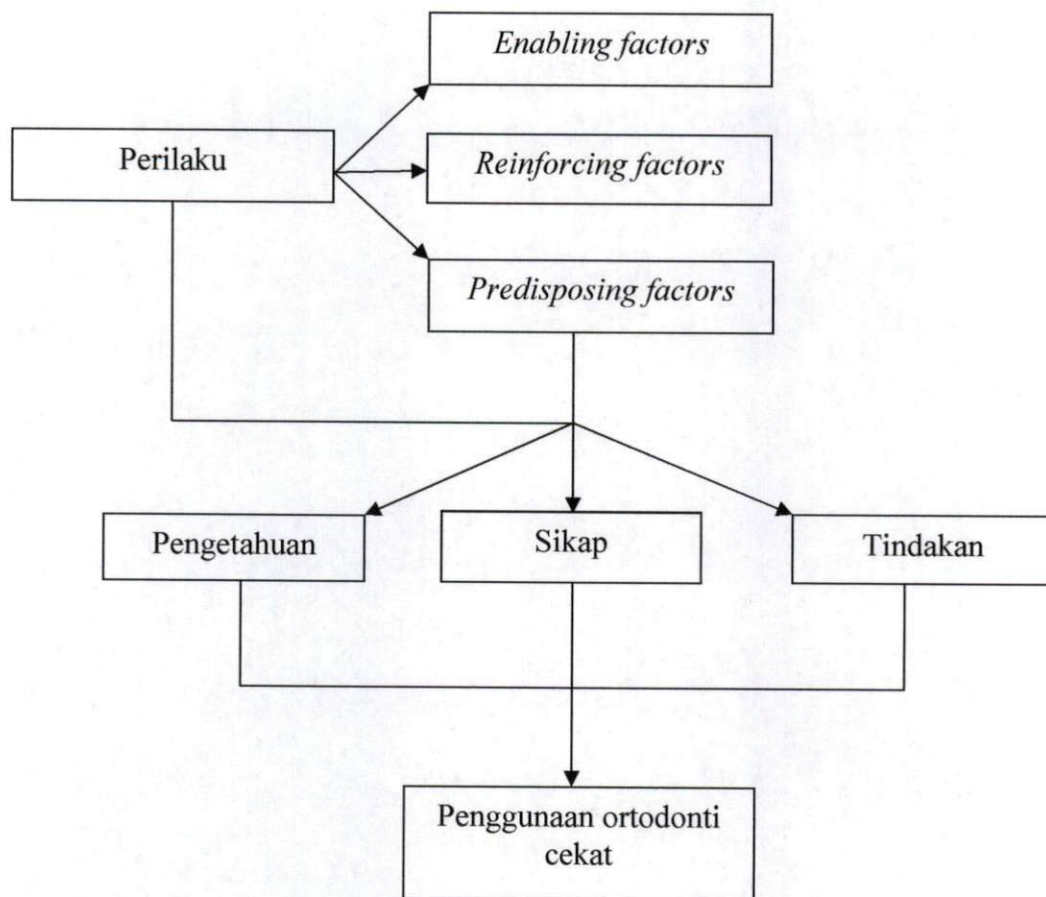 Enabling factors
Perilaku
Reinforcing factors
Predisposing factors
Pengetahuan
Sikap
Tindakan
Penggunaan ortodonti
cekat